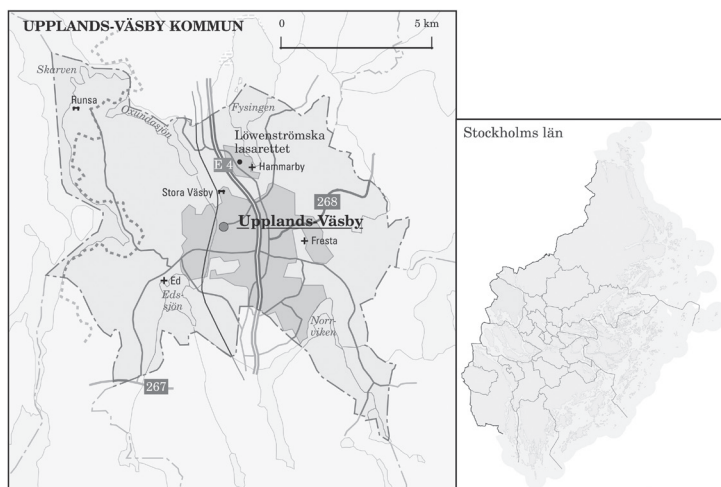 UPPLANDS-VÄSBY KOMMUN
0 5 km
Skarven
Runsa
Oxundasjön
Fysingen
Löwenströmska
lasarettet
E 4
Hammarby
Stora Väsby
268
Upplands-Väsby
Fresta
Ed
Eds-
sjön
Norr-
viken
267
Stockholms län